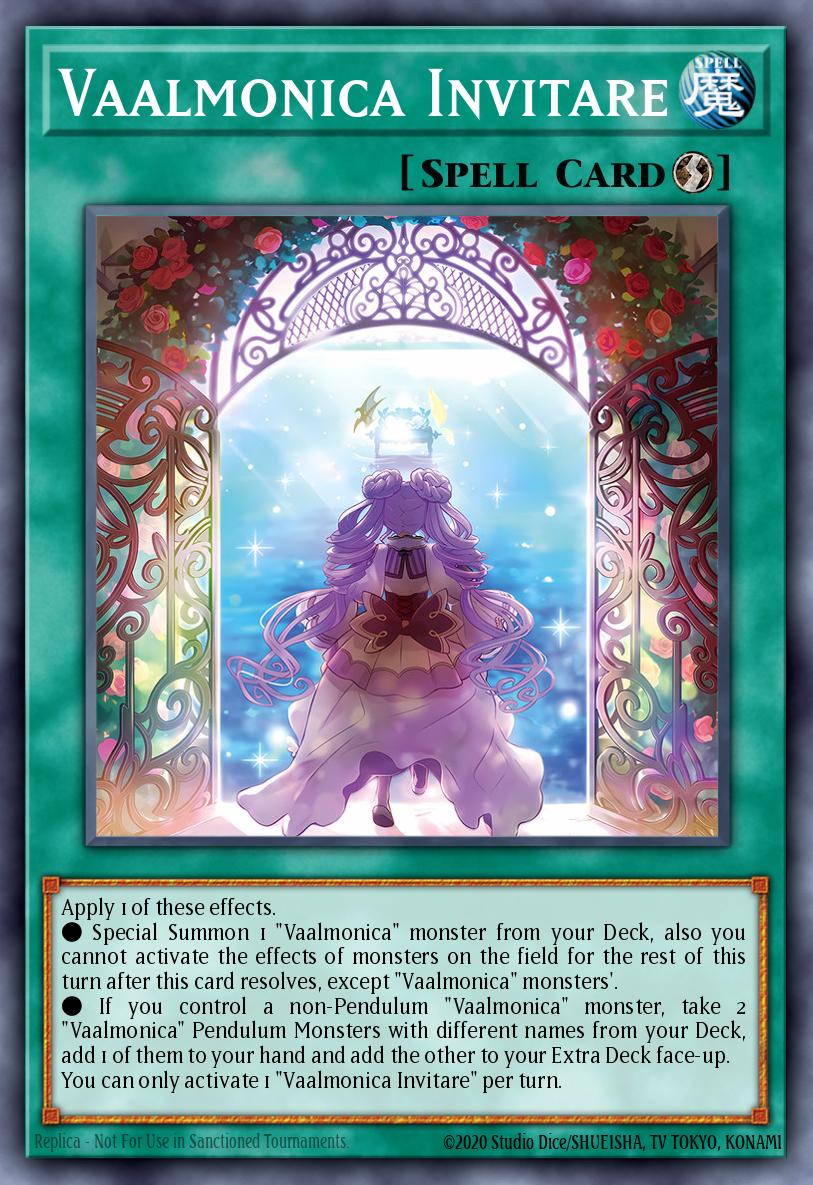 Vaalmonica Invitare
SPELL
魔
[Spell Card]
Apply 1 of these effects.
● Special Summon 1 "Vaalmonica" monster from your Deck, also you
cannot activate the effects of monsters on the field for the rest of this
turn after this card resolves, except "Vaalmonica" monsters'.
● If you control a non-Pendulum "Vaalmonica" monster, take 2
"Vaalmonica" Pendulum Monsters with different names from your Deck,
add 1 of them to your hand and add the other to your Extra Deck face-up.
You can only activate 1 "Vaalmonica Invitare" per turn.
Replica - Not For Use in Sanctioned Tournaments.
©2020 Studio Dice/SHUEISHA, TV TOKYO, KONAMI